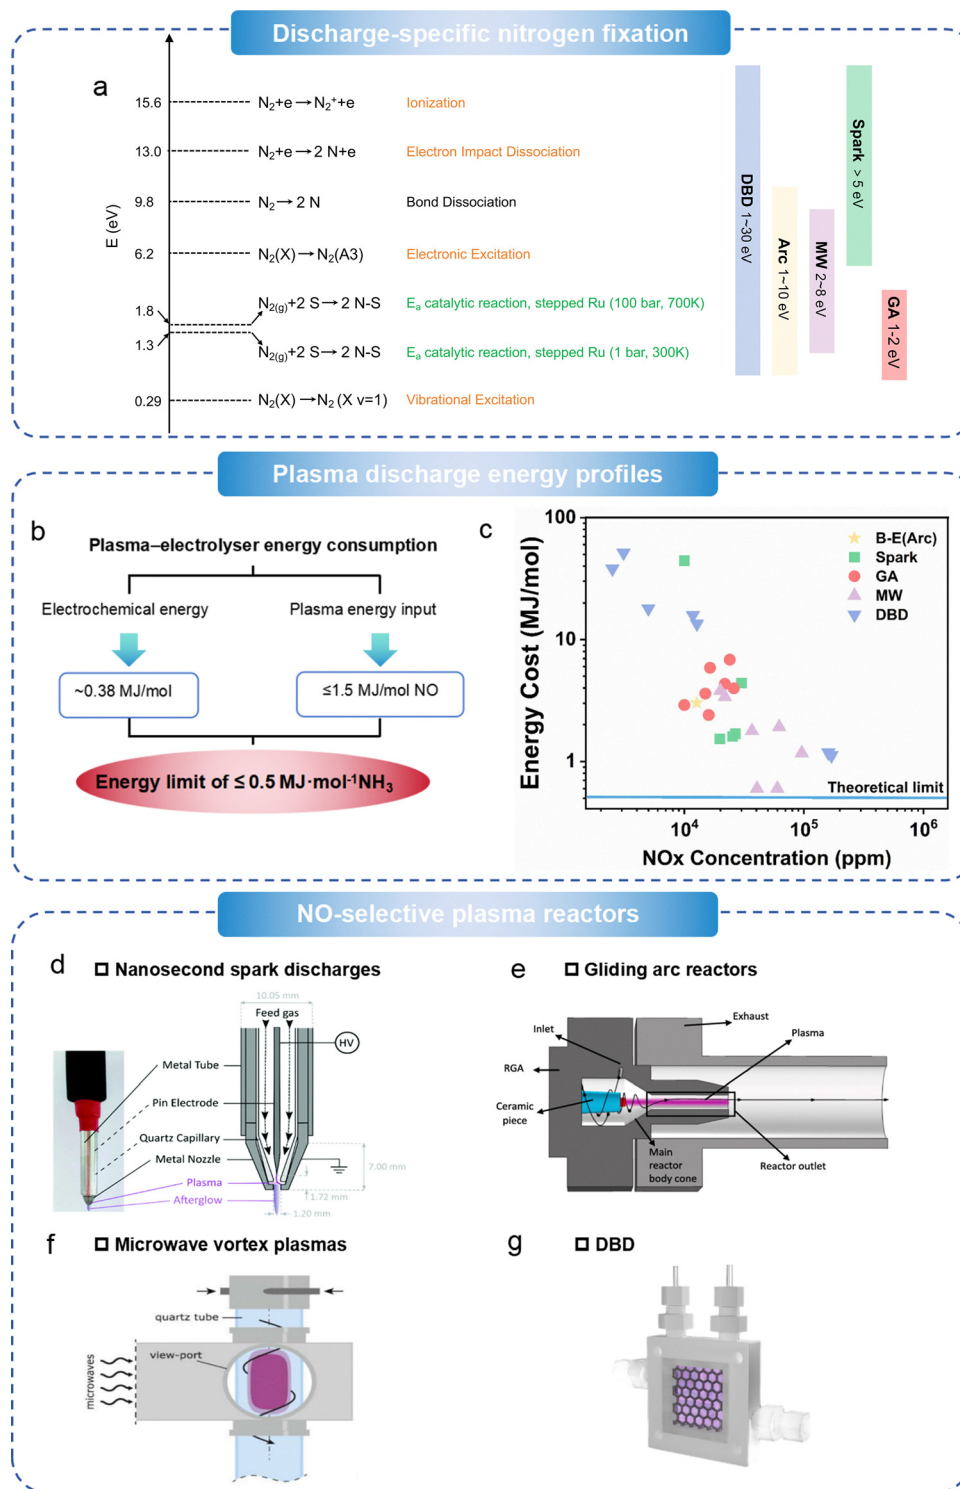 Discharge-specific nitrogen fixation
a
E (eV)
15.6
N₂+e→N₂⁺+e
Ionization
13.0
N₂+e→2 N+e
Electron Impact Dissociation
9.8
N₂→2 N
Bond Dissociation
6.2
N₂(X)→N₂(A3)
Electronic Excitation
1.8
N₂(g)+2 S→2 N-S
Eₐ catalytic reaction, stepped Ru (100 bar, 700K)
1.3
N₂(g)+2 S→2 N-S
Eₐ catalytic reaction, stepped Ru (1 bar, 300K)
0.29
N₂(X)→N₂(X v=1)
Vibrational Excitation
DBD 1~30 eV
Arc 1~10 eV
MW 2~8 eV
Spark > 5 eV
GA 1-2 eV
Plasma discharge energy profiles
b
Plasma–electrolyser energy consumption
Electrochemical energy
Plasma energy input
~0.38 MJ/mol
≤1.5 MJ/mol NO
Energy limit of ≤ 0.5 MJ·mol⁻¹NH₃
c
Energy Cost (MJ/mol)
100
10
1
B-E(Arc)
Spark
GA
MW
DBD
Theoretical limit
10⁴
10⁵
10⁶
NOx Concentration (ppm)
NO-selective plasma reactors
d
Nanosecond spark discharges
10.05 mm
Feed gas
HV
Metal Tube
Pin Electrode
Quartz Capillary
Metal Nozzle
Plasma
Afterglow
7.00 mm
1.72 mm
1.20 mm
e
Gliding arc reactors
Exhaust
Inlet
Plasma
RGA
Ceramic
piece
Main
reactor
body cone
Reactor outlet
f
Microwave vortex plasmas
quartz tube
view-port
microwaves
g
DBD